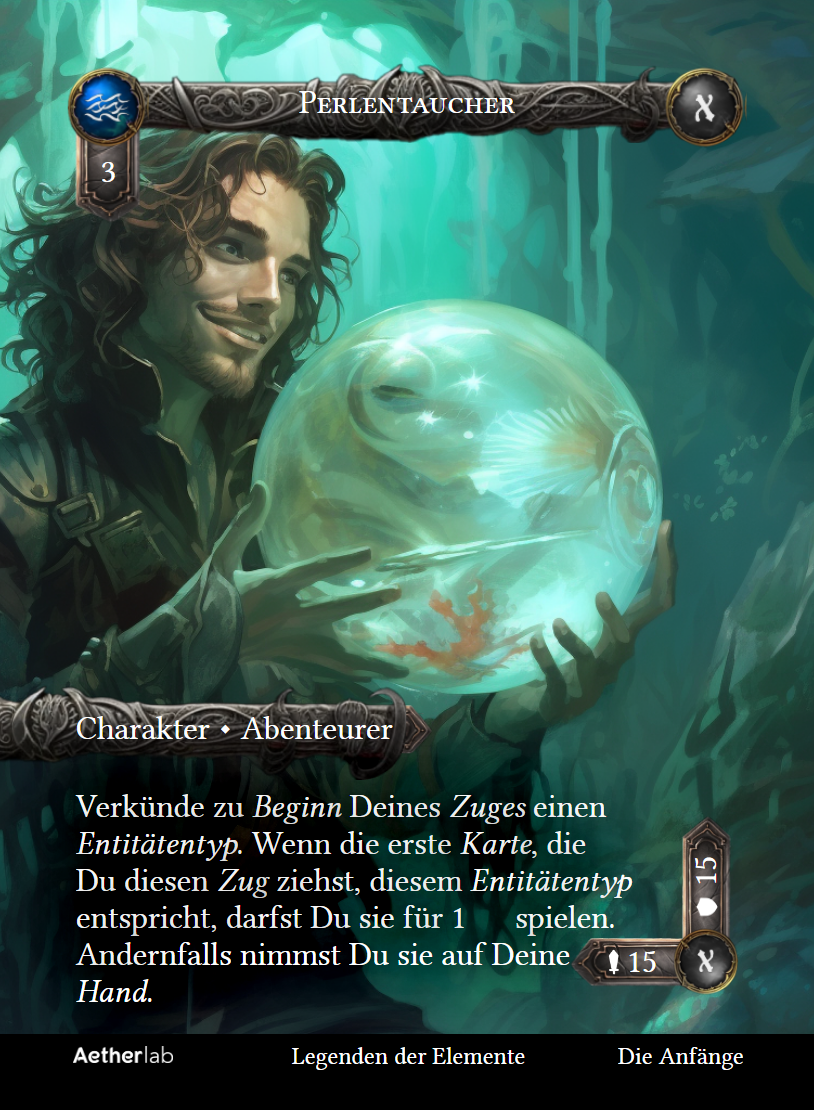 Perlentaucher
א
3
Charakter • Abenteurer
Verkünde zu Beginn Deines Zuges einen
Entitätentyp. Wenn die erste Karte, die
Du diesen Zug ziehst, diesem Entitätentyp
entspricht, darfst Du sie für 1 spielen.
Andernfalls nimmst Du sie auf Deine
Hand.
15
15
א
Aetherlab
Legenden der Elemente
Die Anfänge